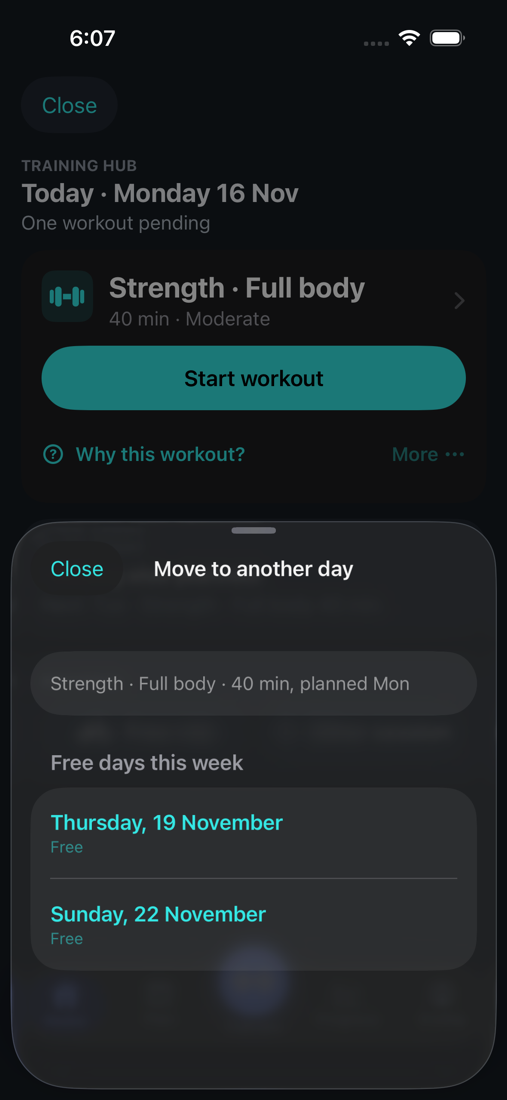 6:07
Close
TRAINING HUB
Today · Monday 16 Nov
One workout pending
Strength · Full body
40 min · Moderate
Start workout
Why this workout?
More ···
Close
Move to another day
Strength · Full body · 40 min, planned Mon
Free days this week
Thursday, 19 November
Free
Sunday, 22 November
Free